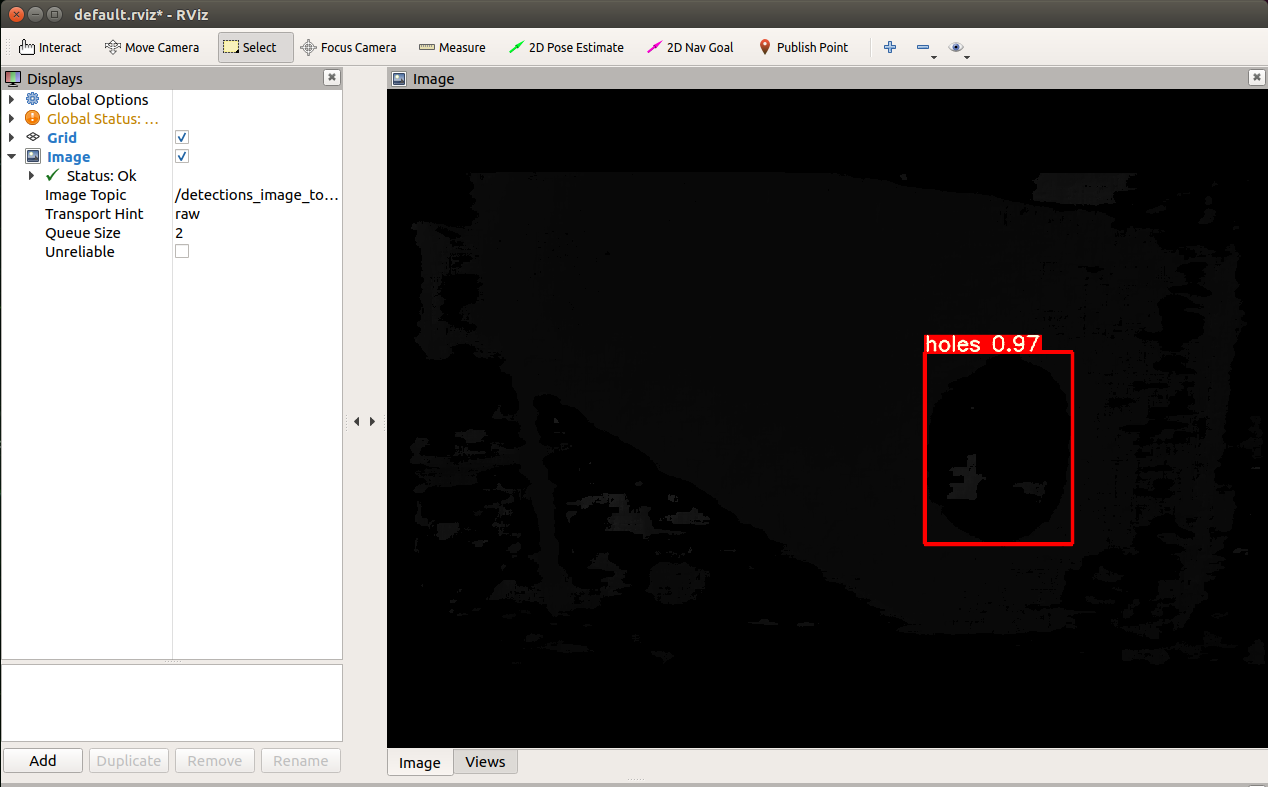 default.rviz* - RViz
Interact Move Camera Select Focus Camera Measure 2D Pose Estimate 2D Nav Goal Publish Point
Displays
Global Options
Global Status: ...
Grid
Image
Status: Ok
Image Topic /detections_image_to...
Transport Hint raw
Queue Size 2
Unreliable
Add Duplicate Remove Rename
Image
holes 0.97
Image Views